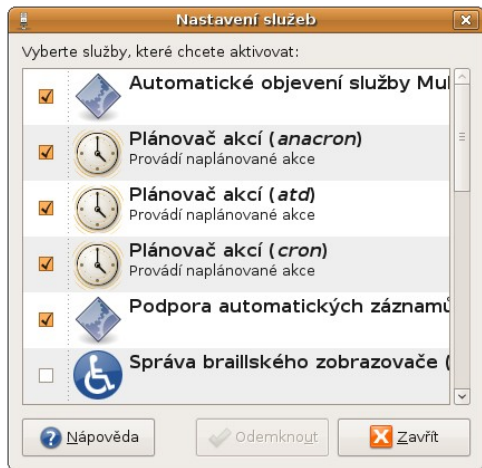 Nastavení služeb
Vyberte služby, které chcete aktivovat:
Automatické objevení služby Mul
Plánovač akcí (anacron)
Provádí naplánované akce
Plánovač akcí (atd)
Provádí naplánované akce
Plánovač akcí (cron)
Provádí naplánované akce
Podpora automatických záznamů
Správa braillského zobrazovače (
Nápověda
Odemknout
Zavřít